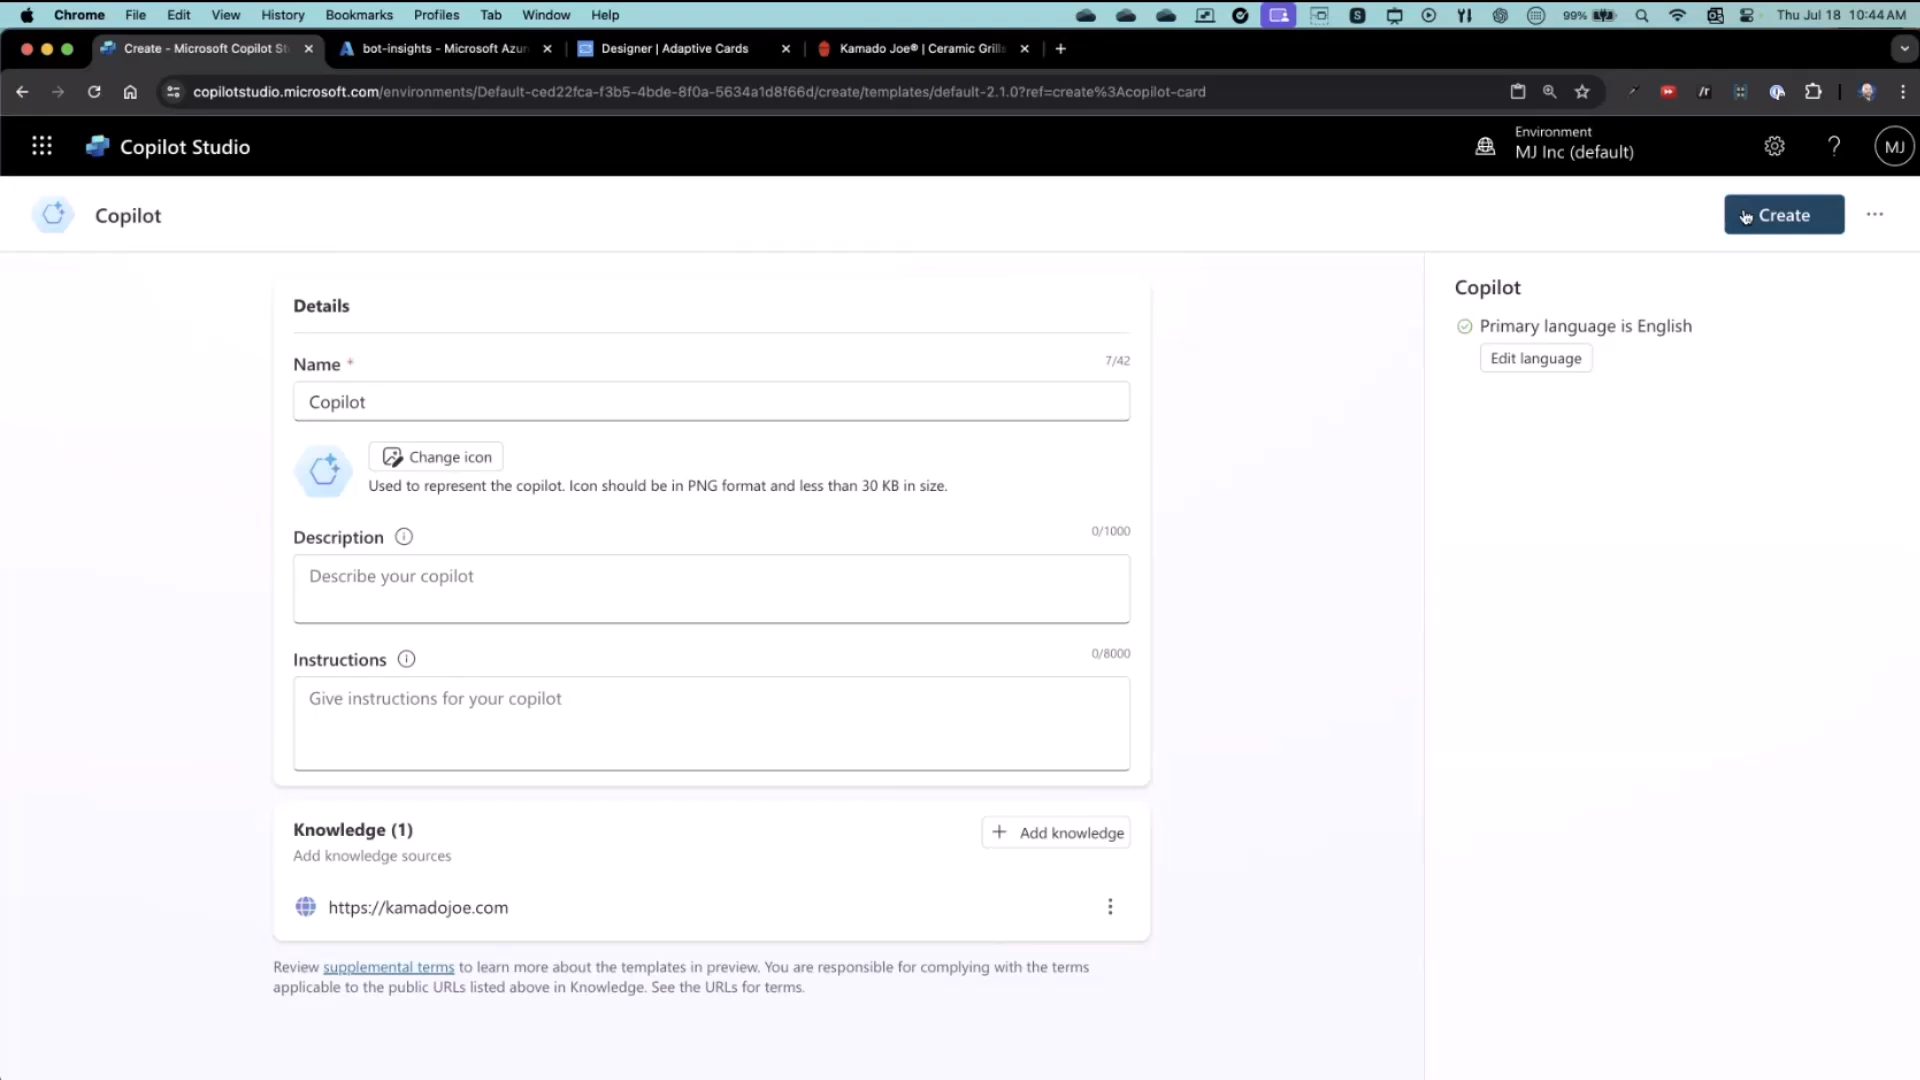 Chrome File Edit View History Bookmarks Profiles Tab Window Help 99% Thu Jul 18 10:44 AM
Create - Microsoft Copilot St bot-insights - Microsoft Azur Designer | Adaptive Cards Kamado Joe® | Ceramic Grills
copilotstudio.microsoft.com/environments/Default-ced22fca-f3b5-4bde-8f0a-5634a1d8f66d/create/templates/default-2.1.0?ref=create%3Acopilot-card
Copilot Studio
Environment
MJ Inc (default)
MJ
Copilot
Create
Details
Name *
7/42
Copilot
Change icon
Used to represent the copilot. Icon should be in PNG format and less than 30 KB in size.
Description
0/1000
Describe your copilot
Instructions
0/8000
Give instructions for your copilot
Knowledge (1)
Add knowledge
Add knowledge sources
https://kamadojoe.com
Review supplemental terms to learn more about the templates in preview. You are responsible for complying with the terms
applicable to the public URLs listed above in Knowledge. See the URLs for terms.
Copilot
Primary language is English
Edit language